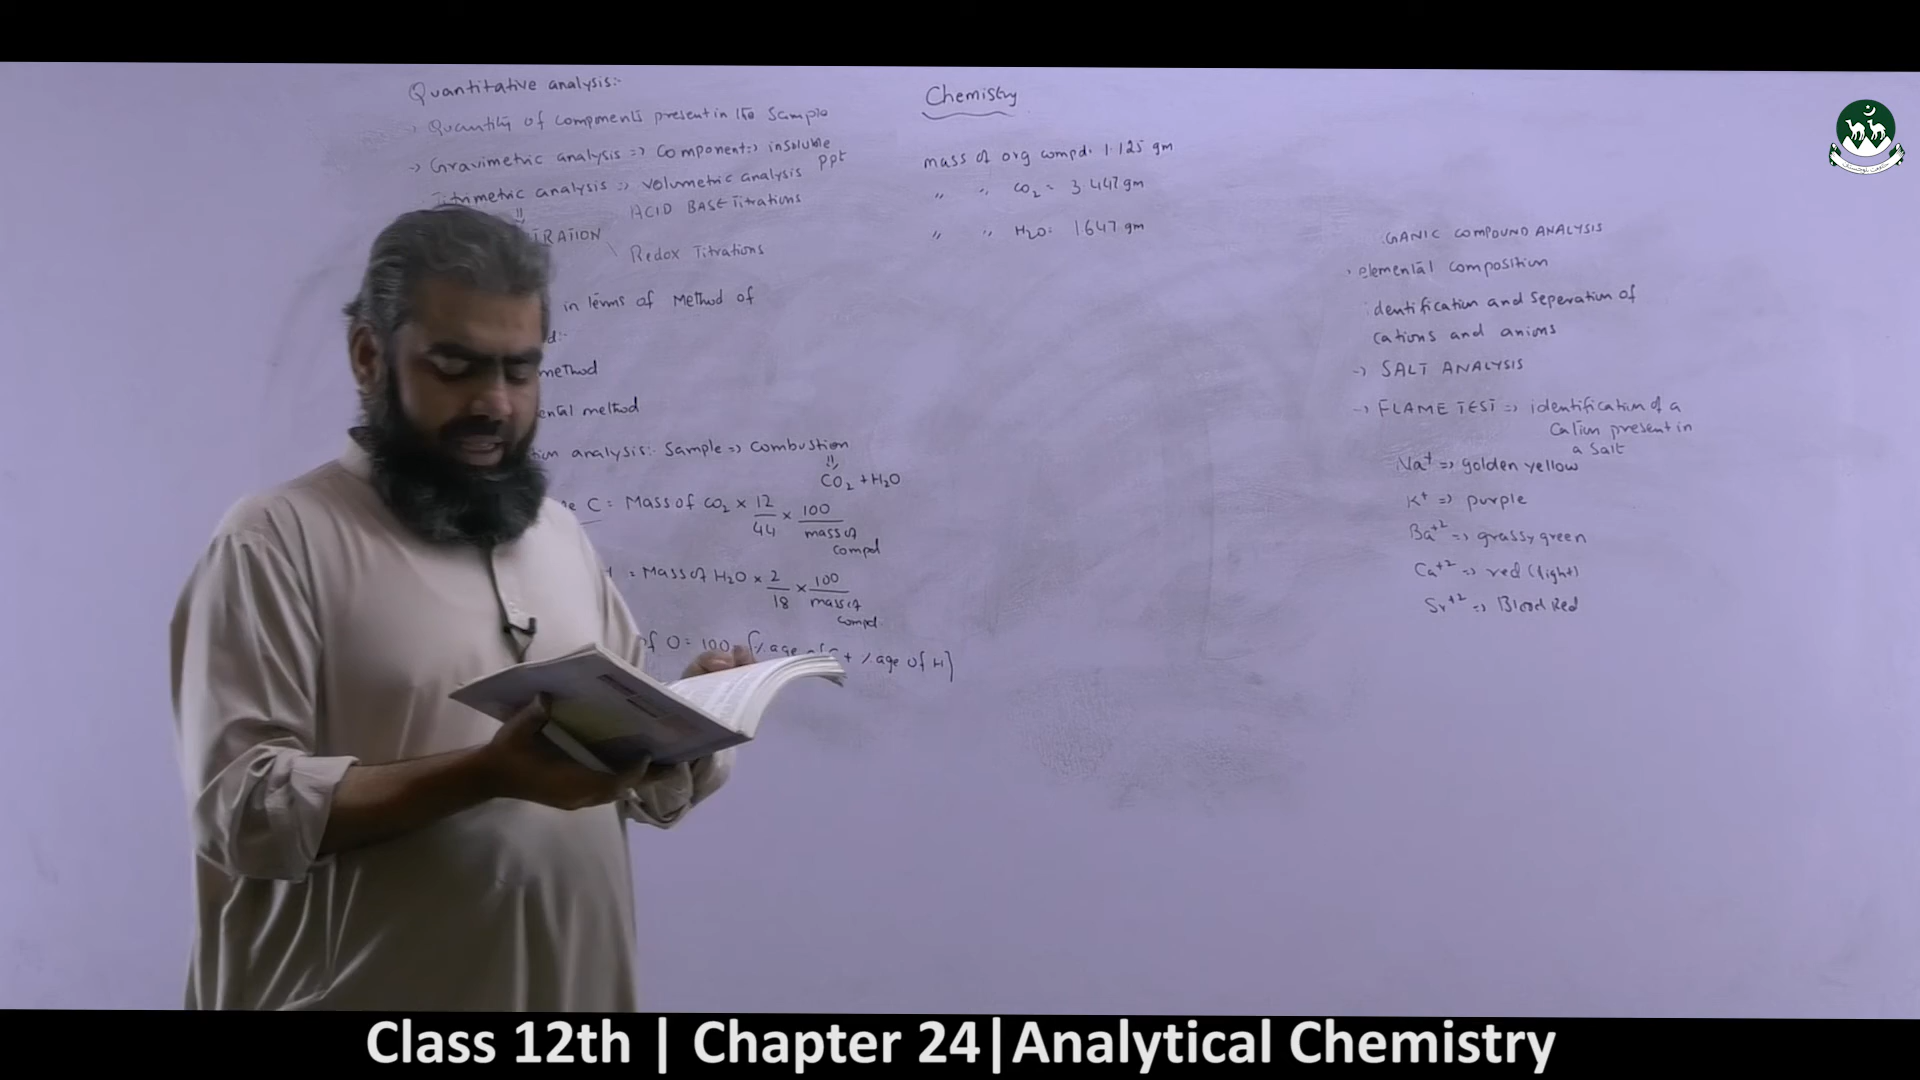 Quantitative analysis:-
→ Quantity of components present in the Sample
→ Gravimetric analysis => Component => insoluble
ppt
Titrimetric analysis => volumetric analysis
ACID BASE Titrations
TRATION
Redox Titrations
in terms of Method of
d:-
method
ental method
tion analysis:- Sample => Combustion
CO2 + H2O
e C = Mass of CO2 × 12/44 × 100/mass of compd
= Mass of H2O × 2/18 × 100/mass of compd
of O = 100 - [%age of C + %age of H]
Chemistry
mass of org compd. 1.125 gm
" " CO2 = 3.447 gm
" " H2O = 1.647 gm
GANIC COMPOUND ANALYSIS
elemental composition
identification and Seperation of
cations and anions
→ SALT ANALYSIS
→ FLAME TEST => identification of a
Cation present in
a Salt
Na+ => golden yellow
K+ => purple
Ba+2 => grassy green
Ca+2 => red (light)
Sr+2 => Blood Red
Class 12th | Chapter 24|Analytical Chemistry